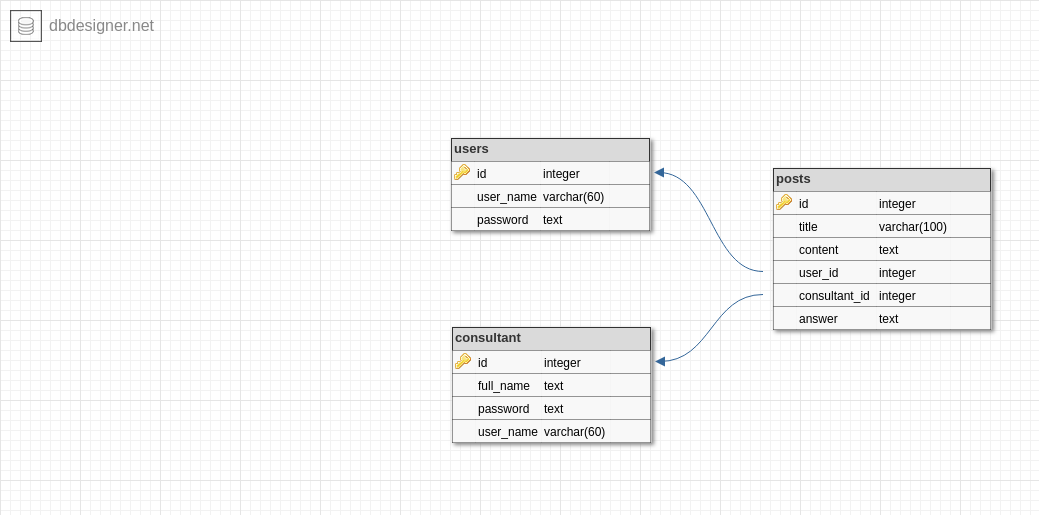 dbdesigner.net
users
id integer
user_name varchar(60)
password text
posts
id integer
title varchar(100)
content text
user_id integer
consultant_id integer
answer text
consultant
id integer
full_name text
password text
user_name varchar(60)